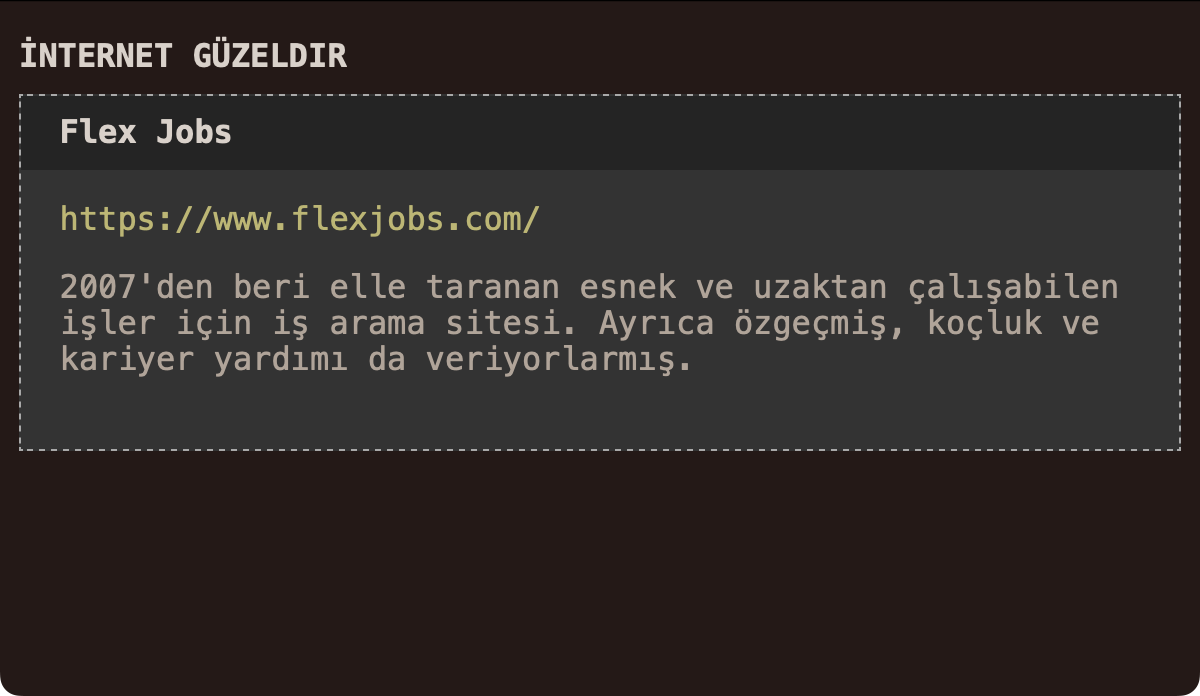 İNTERNET GÜZELDIR
Flex Jobs
https://www.flexjobs.com/
2007'den beri elle taranan esnek ve uzaktan çalışabilen
işler için iş arama sitesi. Ayrıca özgeçmiş, koçluk ve
kariyer yardımı da veriyorlarmış.